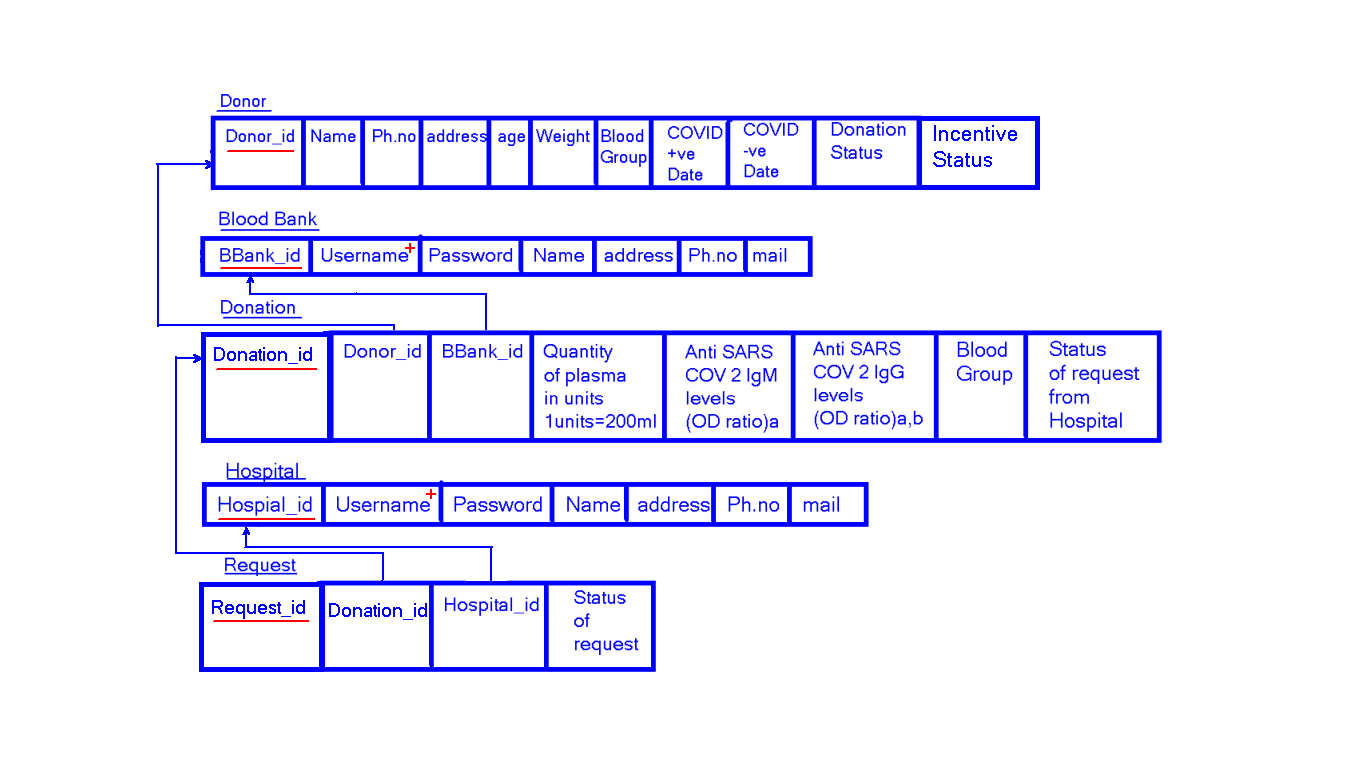 Donor
Donor_id Name Ph.no address age Weight Blood Group COVID +ve Date COVID -ve Date Donation Status Incentive Status
Blood Bank
BBank_id Username+ Password Name address Ph.no mail
Donation
Donation_id Donor_id BBank_id Quantity of plasma in units 1units=200ml Anti SARS COV 2 IgM levels (OD ratio)a Anti SARS COV 2 IgG levels (OD ratio)a,b Blood Group Status of request from Hospital
Hospital
Hospial_id Username+ Password Name address Ph.no mail
Request
Request_id Donation_id Hospital_id Status of request